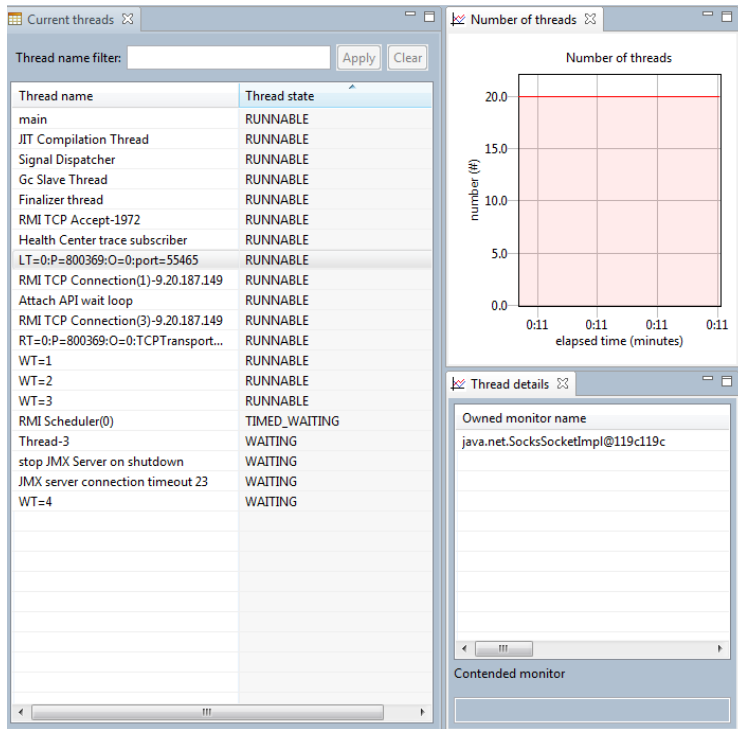 Current threads
Thread name filter: Apply Clear
Thread name Thread state
main RUNNABLE
JIT Compilation Thread RUNNABLE
Signal Dispatcher RUNNABLE
Gc Slave Thread RUNNABLE
Finalizer thread RUNNABLE
RMI TCP Accept-1972 RUNNABLE
Health Center trace subscriber RUNNABLE
LT=0:P=800369:O=0:port=55465 RUNNABLE
RMI TCP Connection(1)-9.20.187.149 RUNNABLE
Attach API wait loop RUNNABLE
RMI TCP Connection(3)-9.20.187.149 RUNNABLE
RT=0:P=800369:O=0:TCPTransport... RUNNABLE
WT=1 RUNNABLE
WT=2 RUNNABLE
WT=3 RUNNABLE
RMI Scheduler(0) TIMED_WAITING
Thread-3 WAITING
stop JMX Server on shutdown WAITING
JMX server connection timeout 23 WAITING
WT=4 WAITING
Number of threads
Number of threads
number (#)
20.0
15.0
10.0
5.0
0.0
0:11 0:11 0:11 0:11
elapsed time (minutes)
Thread details
Owned monitor name
java.net.SocksSocketImpl@119c119c
Contended monitor